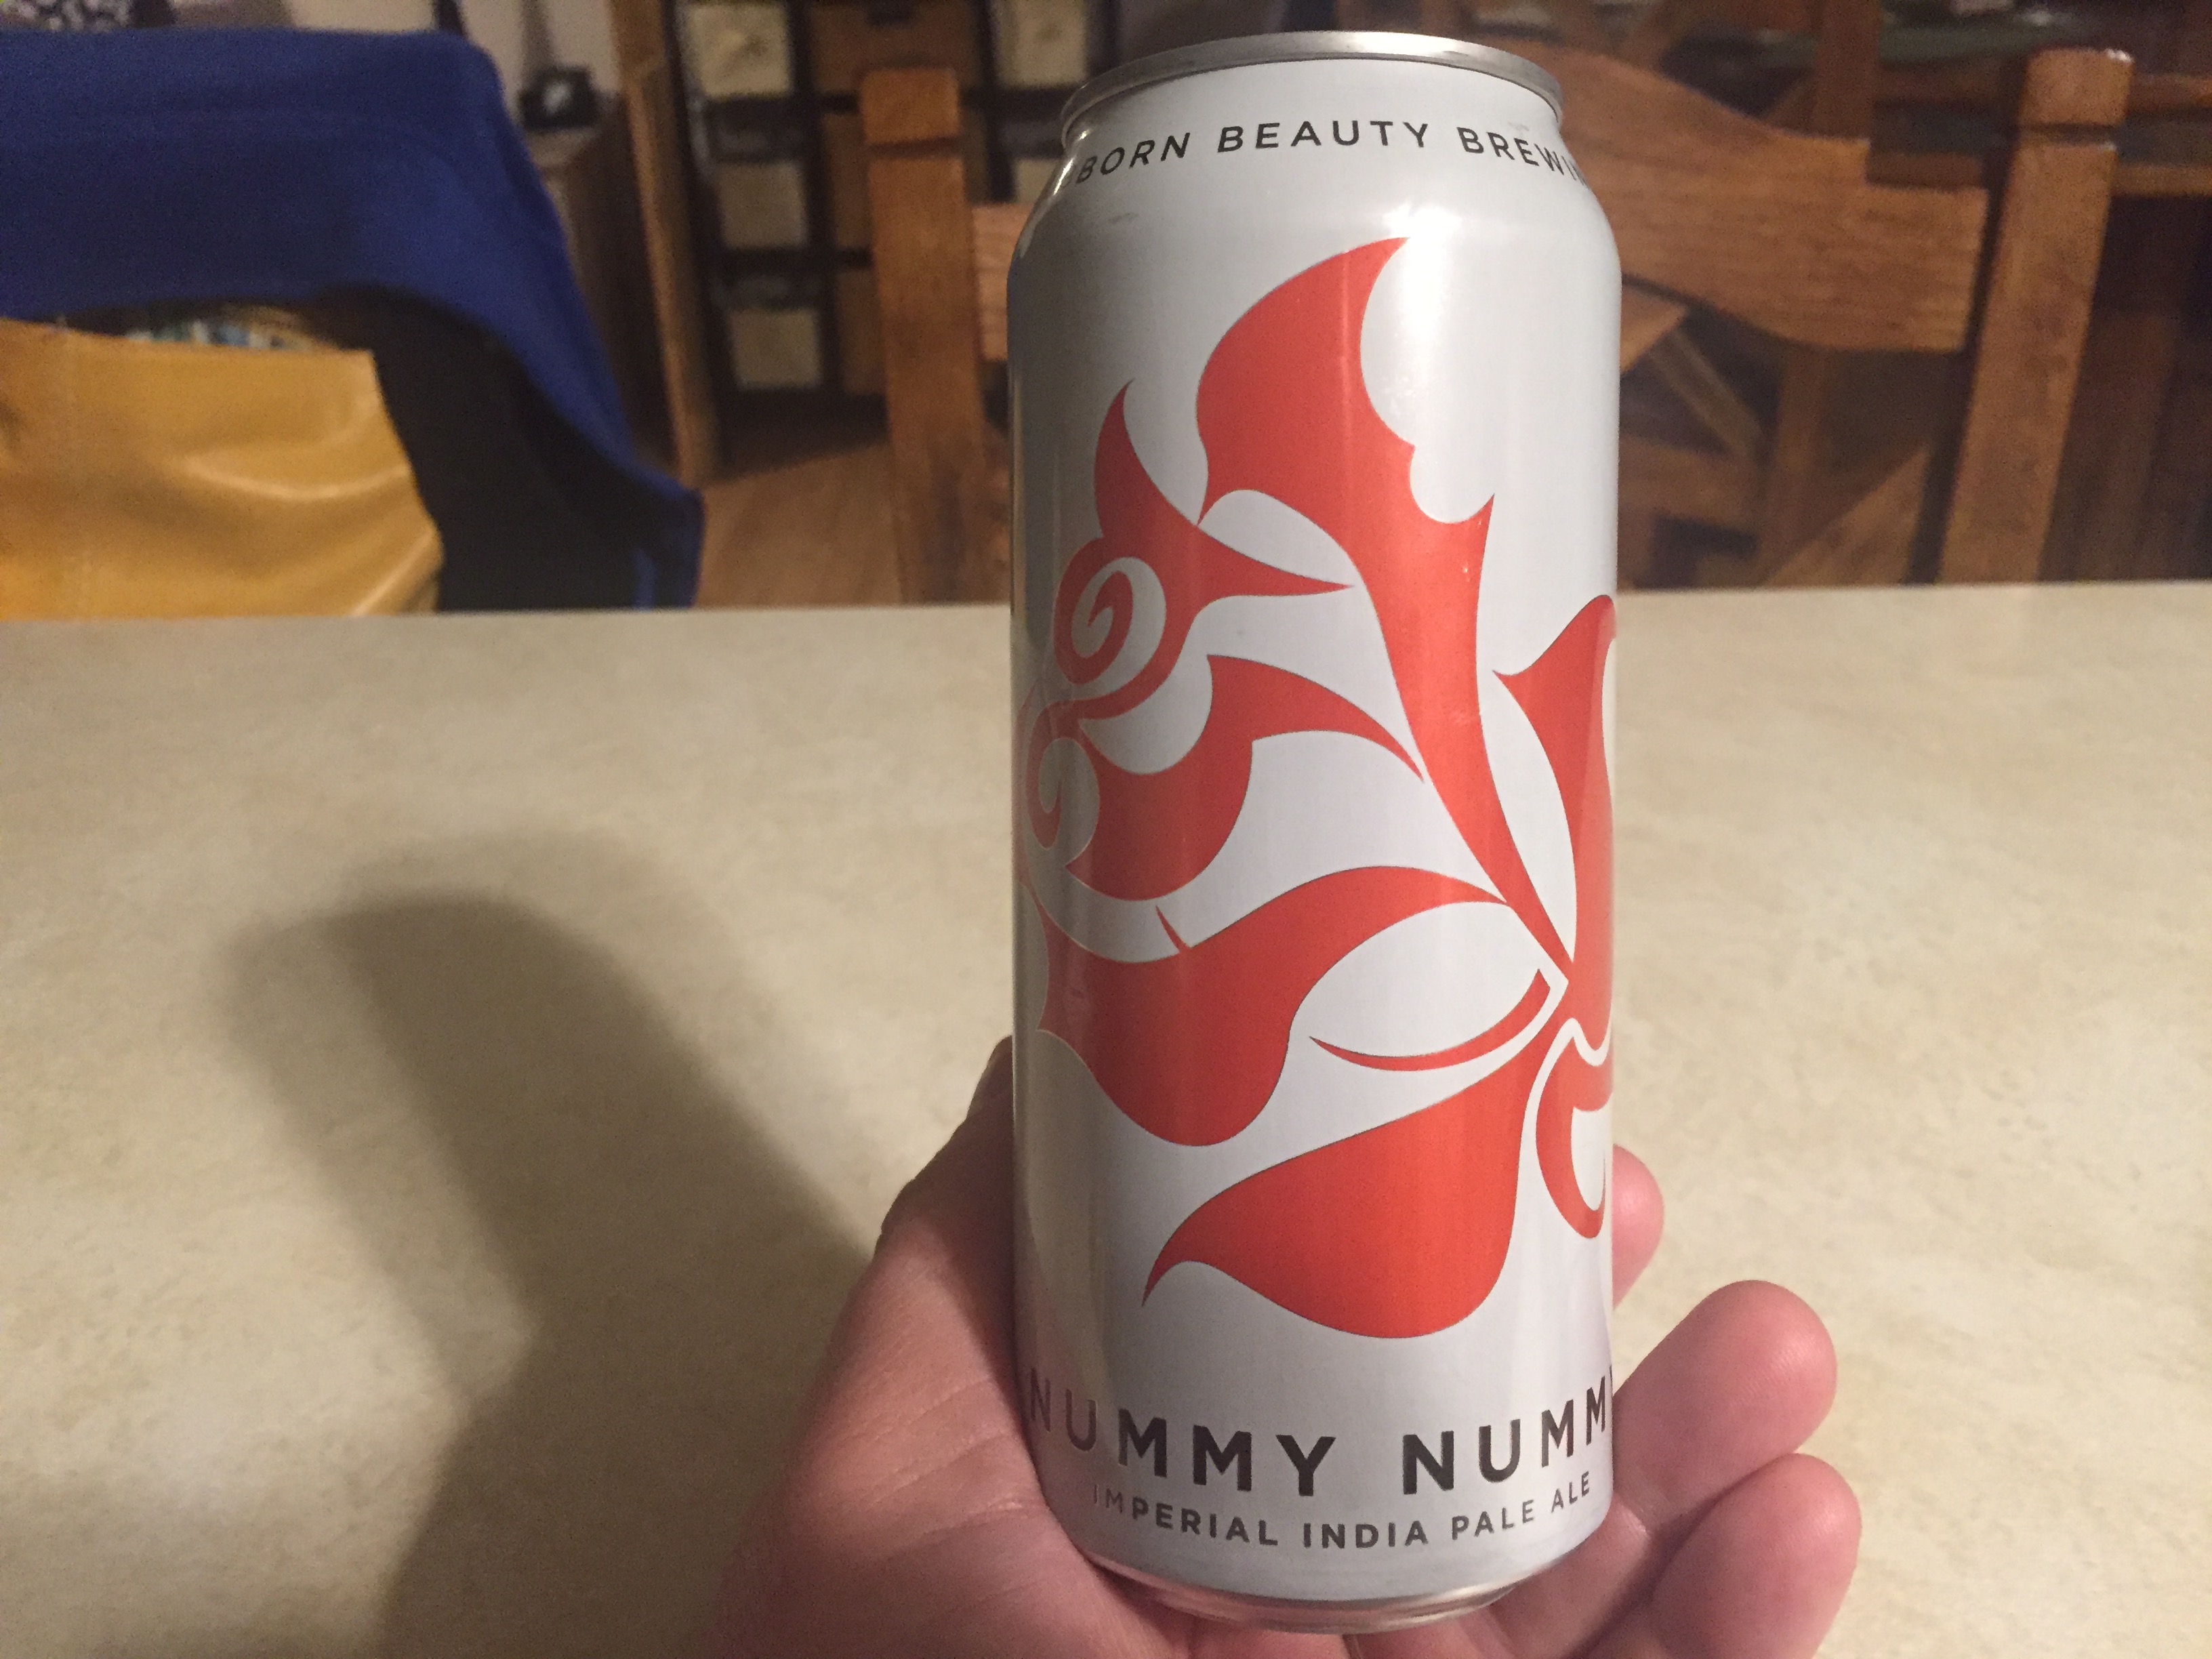 BORN BEAUTY BREWI
NUMMY NUMM
IMPERIAL INDIA PALE ALE